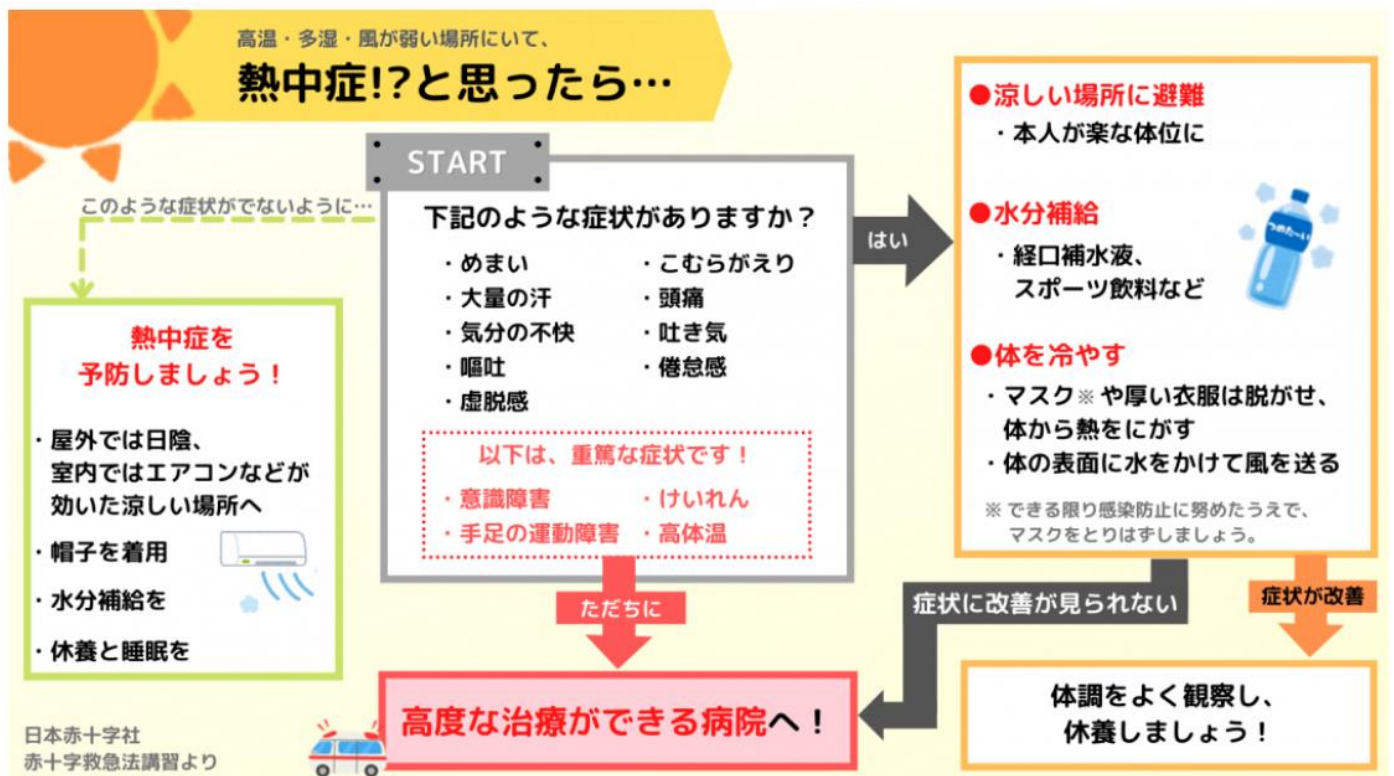 高温・多湿・風が弱い場所にいて、
熱中症!?と思ったら…
START
下記のような症状がありますか？
・めまい
・大量の汗
・気分の不快
・嘔吐
・虚脱感
・こむらがえり
・頭痛
・吐き気
・倦怠感
以下は、重篤な症状です！
・意識障害
・手足の運動障害
・けいれん
・高体温
このような症状がでないように…
熱中症を
予防しましょう！
・屋外では日陰、
室内ではエアコンなどが
効いた涼しい場所へ
・帽子を着用
・水分補給を
・休養と睡眠を
はい
●涼しい場所に避難
・本人が楽な体位に
●水分補給
・経口補水液、
スポーツ飲料など
つめた〜い
●体を冷やす
・マスク※や厚い衣服は脱がせ、
体から熱をにがす
・体の表面に水をかけて風を送る
※できる限り感染防止に努めたうえで、
マスクをとりはずしましょう。
ただちに
症状に改善が見られない
症状が改善
高度な治療ができる病院へ！
体調をよく観察し、
休養しましょう！
日本赤十字社
赤十字救急法講習より